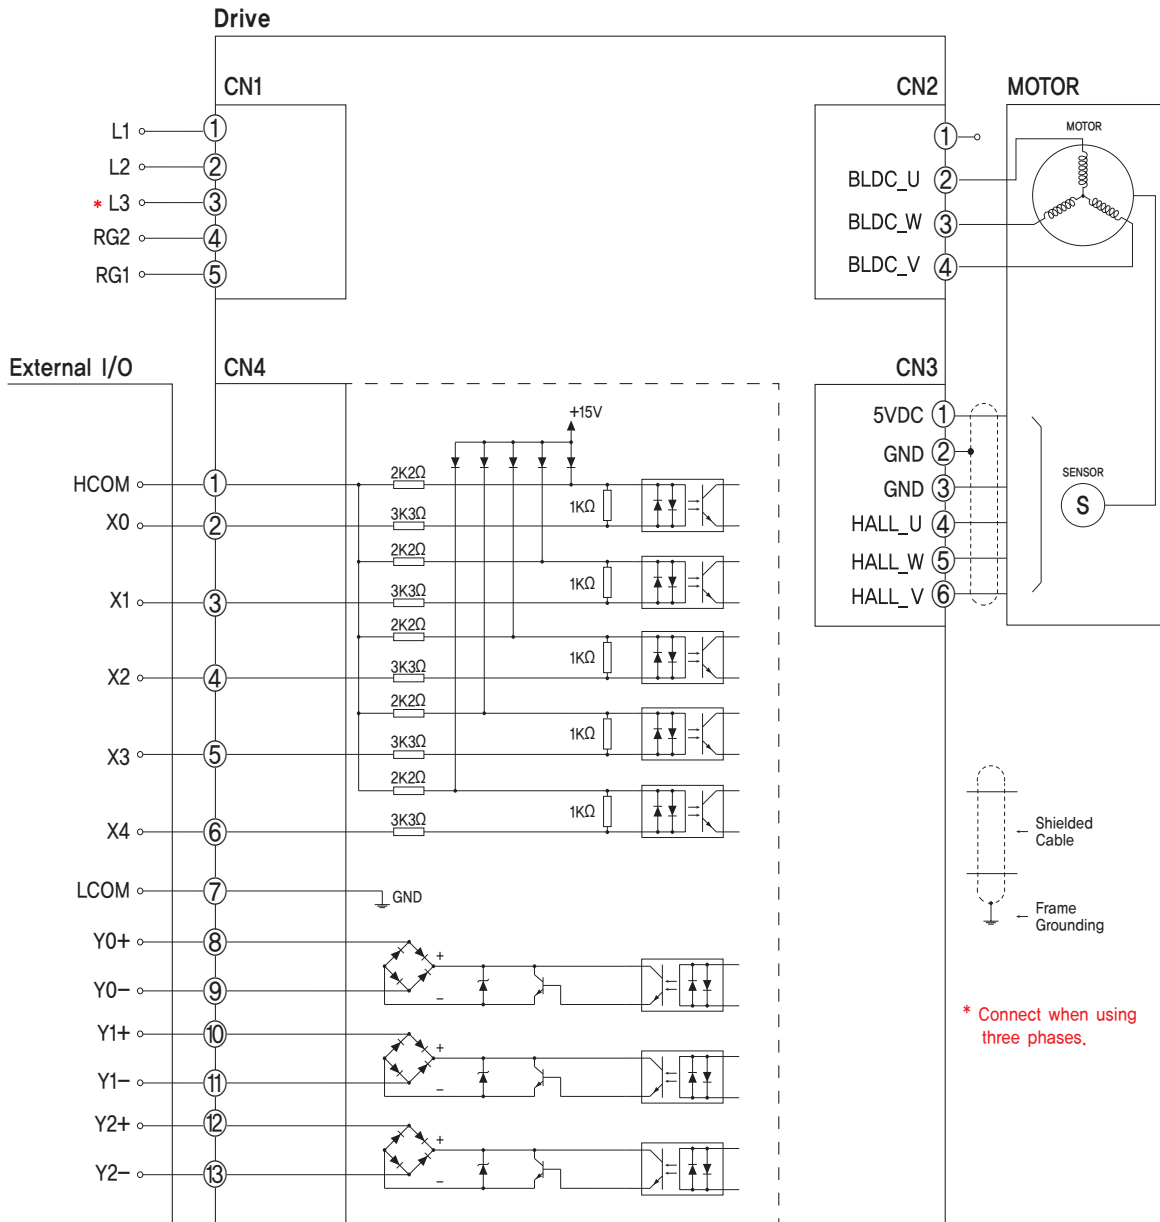 Drive
CN1
L1 1
L2 2
* L3 3
RG2 4
RG1 5
CN2
1
BLDC_U 2
BLDC_W 3
BLDC_V 4
MOTOR
MOTOR
External I/O
CN4
+15V
HCOM 1 2K2Ω
1KΩ
X0 2 3K3Ω
2K2Ω
1KΩ
X1 3 3K3Ω
2K2Ω
1KΩ
X2 4 3K3Ω
2K2Ω
1KΩ
X3 5 3K3Ω
2K2Ω
1KΩ
X4 6 3K3Ω
LCOM 7 GND
Y0+ 8
+
Y0− 9 −
Y1+ 10
+
Y1− 11 −
Y2+ 12
+
Y2− 13 −
CN3
5VDC 1
GND 2
GND 3
HALL_U 4
HALL_W 5
HALL_V 6
SENSOR
S
Shielded
Cable
Frame
Grounding
* Connect when using
three phases.